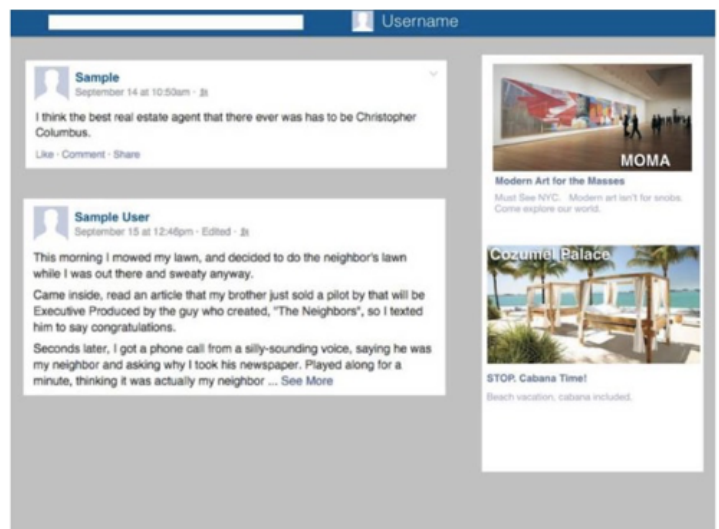 Username
Sample
September 14 at 10:50am ·
I think the best real estate agent that there ever was has to be Christopher
Columbus.
Like · Comment · Share
Sample User
September 15 at 12:46pm · Edited ·
This morning I mowed my lawn, and decided to do the neighbor's lawn
while I was out there and sweaty anyway.
Came inside, read an article that my brother just sold a pilot by that will be
Executive Produced by the guy who created, "The Neighbors", so I texted
him to say congratulations.
Seconds later, I got a phone call from a silly-sounding voice, saying he was
my neighbor and asking why I took his newspaper. Played along for a
minute, thinking it was actually my neighbor ... See More
MOMA
Modern Art for the Masses
Must See NYC. Modern art isn't for snobs.
Come explore our world.
Cozumel Palace
STOP. Cabana Time!
Beach vacation, cabana included.